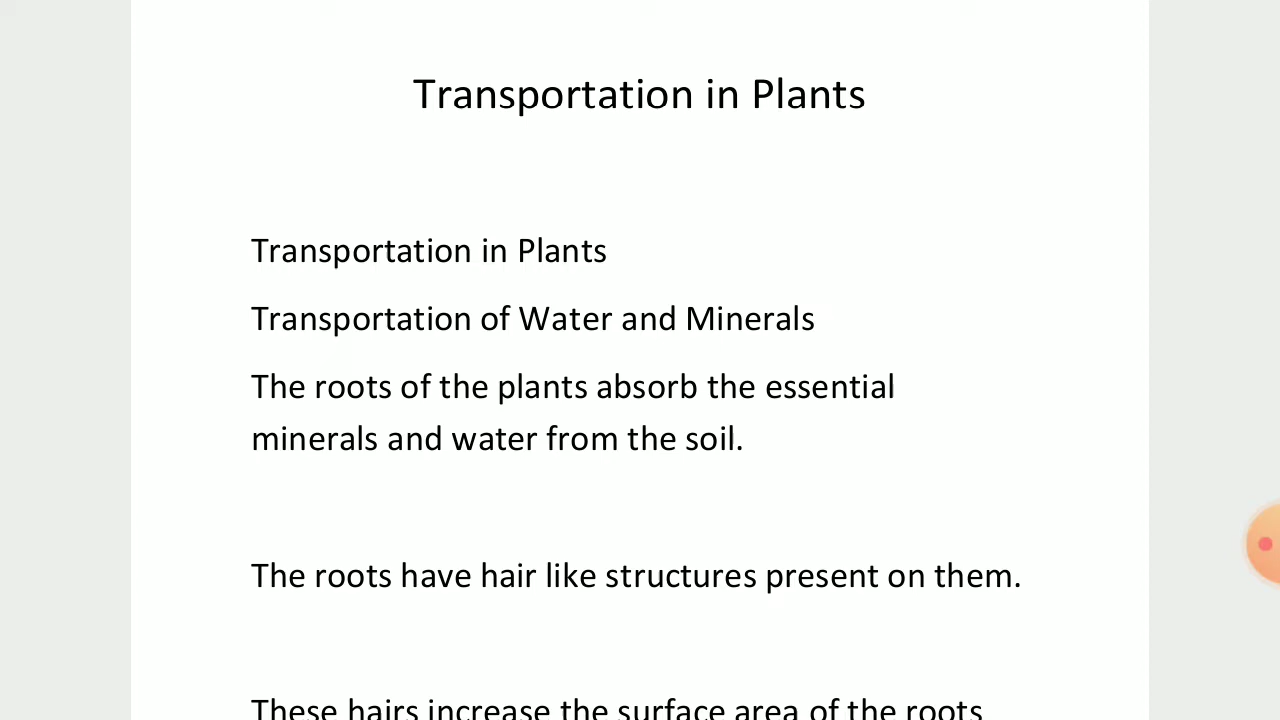 Transportation in Plants
Transportation in Plants
Transportation of Water and Minerals
The roots of the plants absorb the essential
minerals and water from the soil.
The roots have hair like structures present on them.
These hairs increase the surface area of the roots